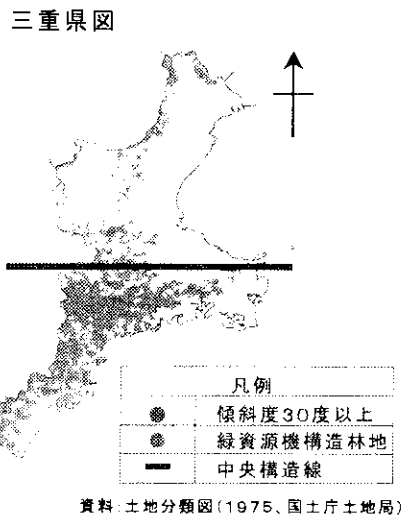 三重県図
凡例
傾斜度30度以上
緑資源機構造林地
中央構造線
資料:土地分類図(1975、国土庁土地局)